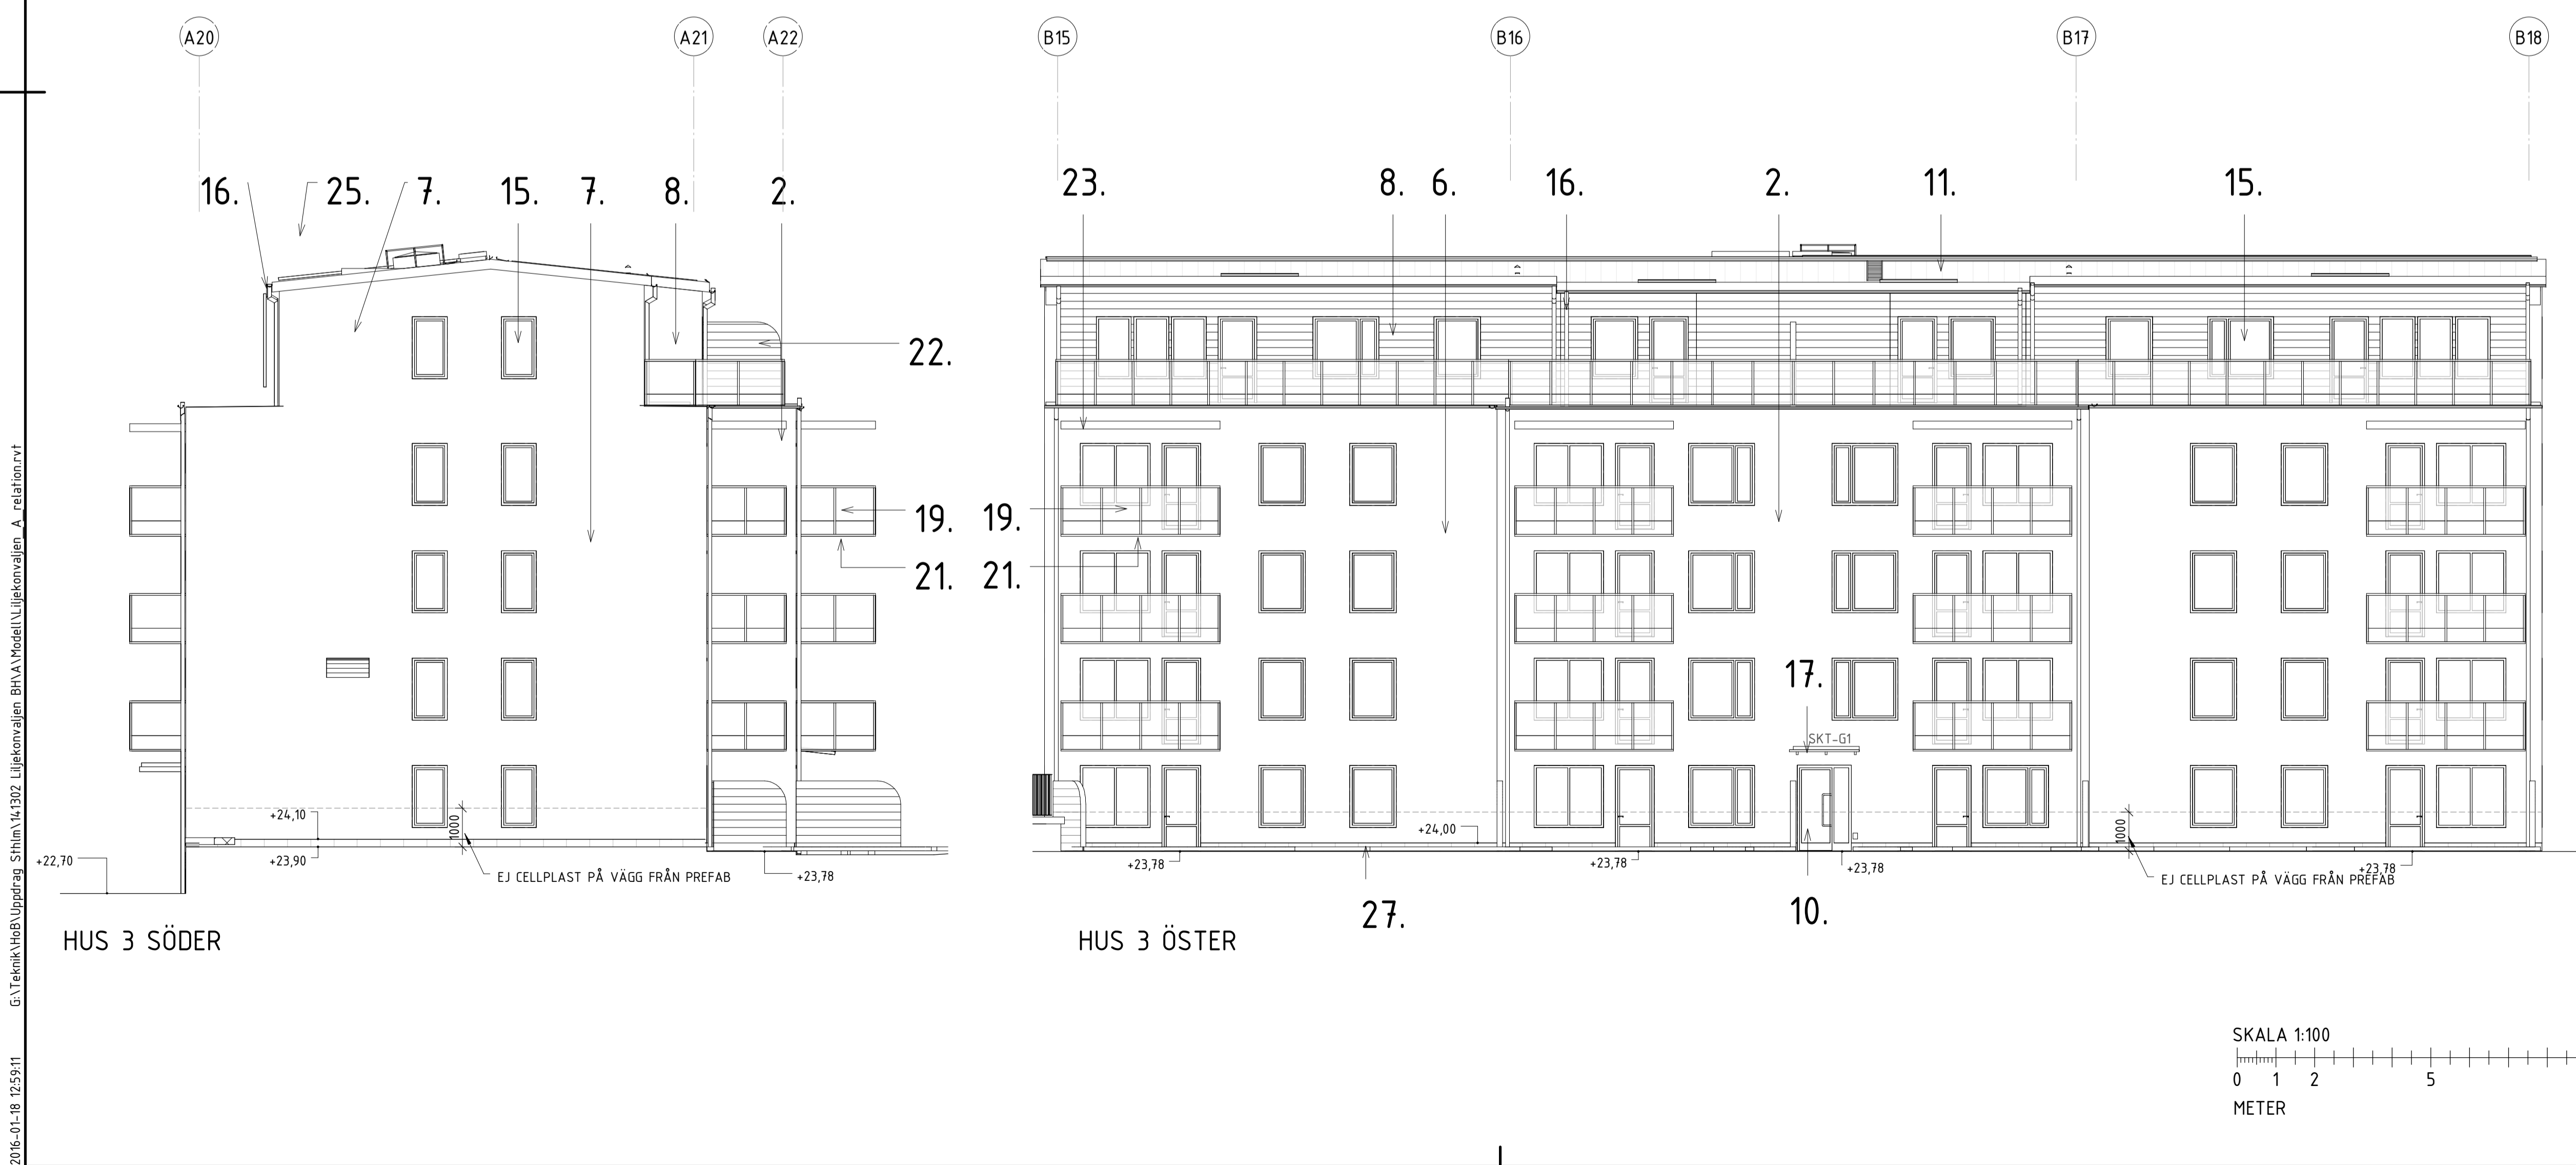 A20
A21
A22
B15
B16
B17
B18
16.
25.
7.
15.
7.
8.
2.
23.
8.
6.
16.
2.
11.
15.
22.
19.
19.
21.
21.
17.
SKT-G1
+24,10
1000
+24,00
1000
+22,70
+23,90
EJ CELLPLAST PÅ VÄGG FRÅN PREFAB
+23,78
+23,78
+23,78
+23,78
+23,78
EJ CELLPLAST PÅ VÄGG FRÅN PREFAB
27.
10.
HUS 3 SÖDER
HUS 3 ÖSTER
SKALA 1:100
0 1 2 5
METER
2016-01-18 12:59:11 G:\Teknik\HoB\Uppdrag Sthlm\141302 Liljekonvaljen BH\A\Modell\Liljekonvaljen_A_relation.rvt